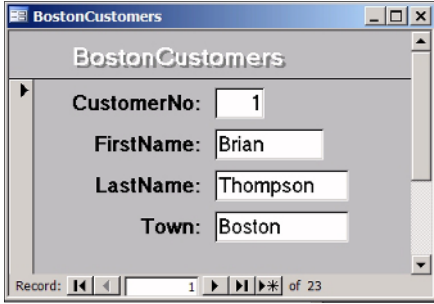 BostonCustomers
BostonCustomers
CustomerNo: 1
FirstName: Brian
LastName: Thompson
Town: Boston
Record: 1 of 23